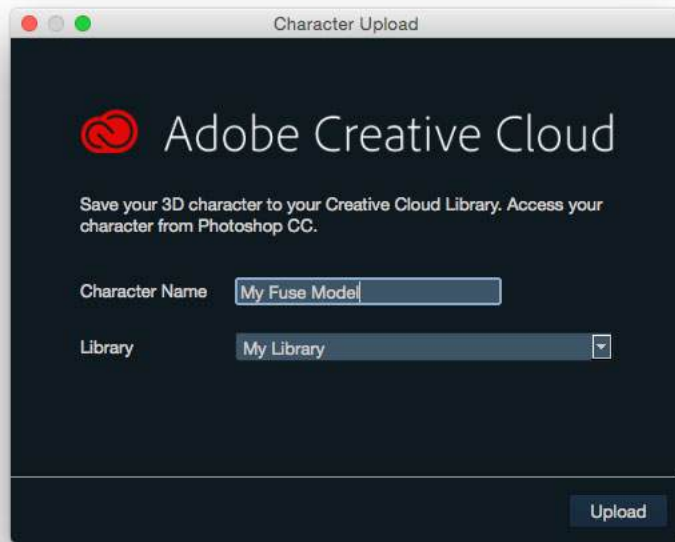 Character Upload
Adobe Creative Cloud
Save your 3D character to your Creative Cloud Library. Access your
character from Photoshop CC.
Character Name My Fuse Model
Library My Library
Upload